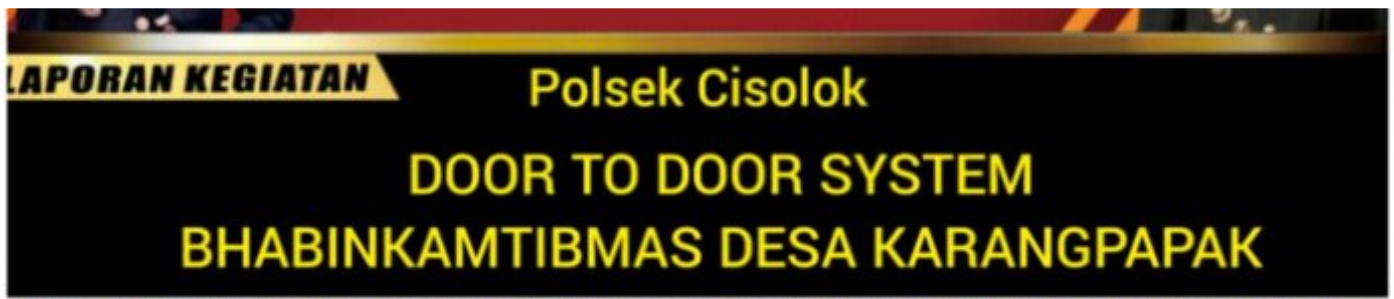 LAPORAN KEGIATAN
Polsek Cisolok
DOOR TO DOOR SYSTEM
BHABINKAMTIBMAS DESA KARANGPAPAK